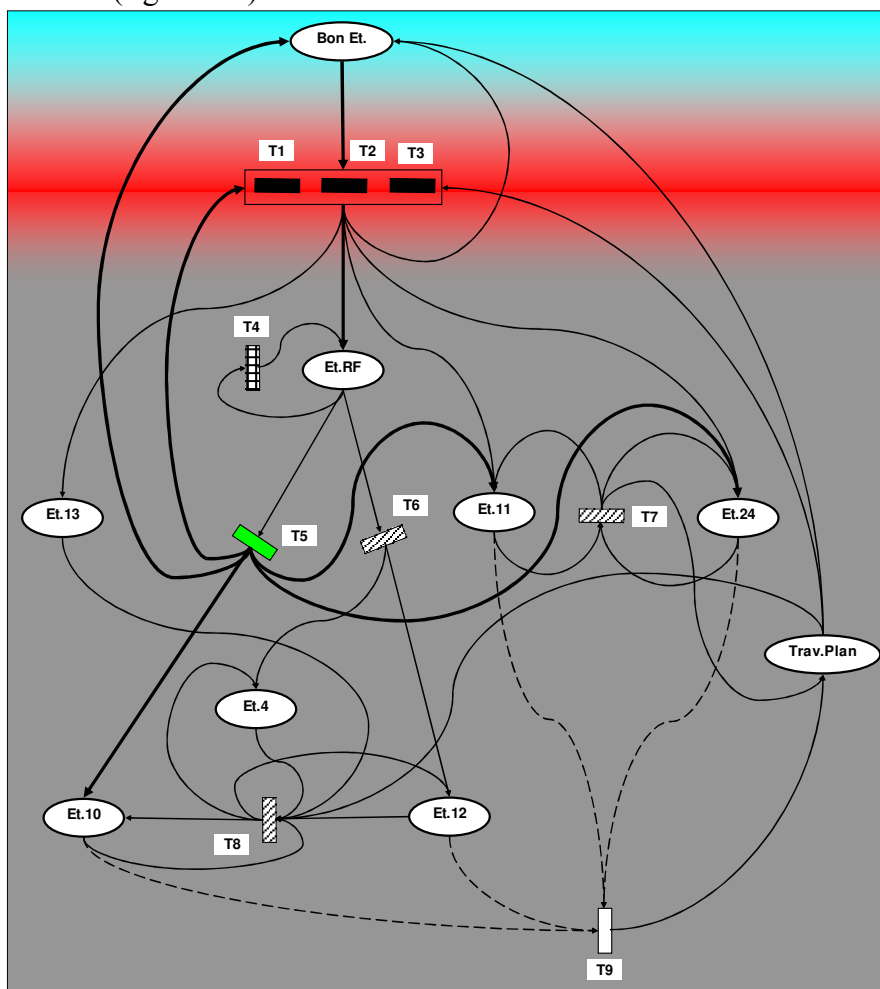 Bon Et.
T1 T2 T3
T4
Et.RF
Et.13
T5
T6
Et.11
T7
Et.24
Trav.Plan
Et.4
Et.10
T8
Et.12
T9